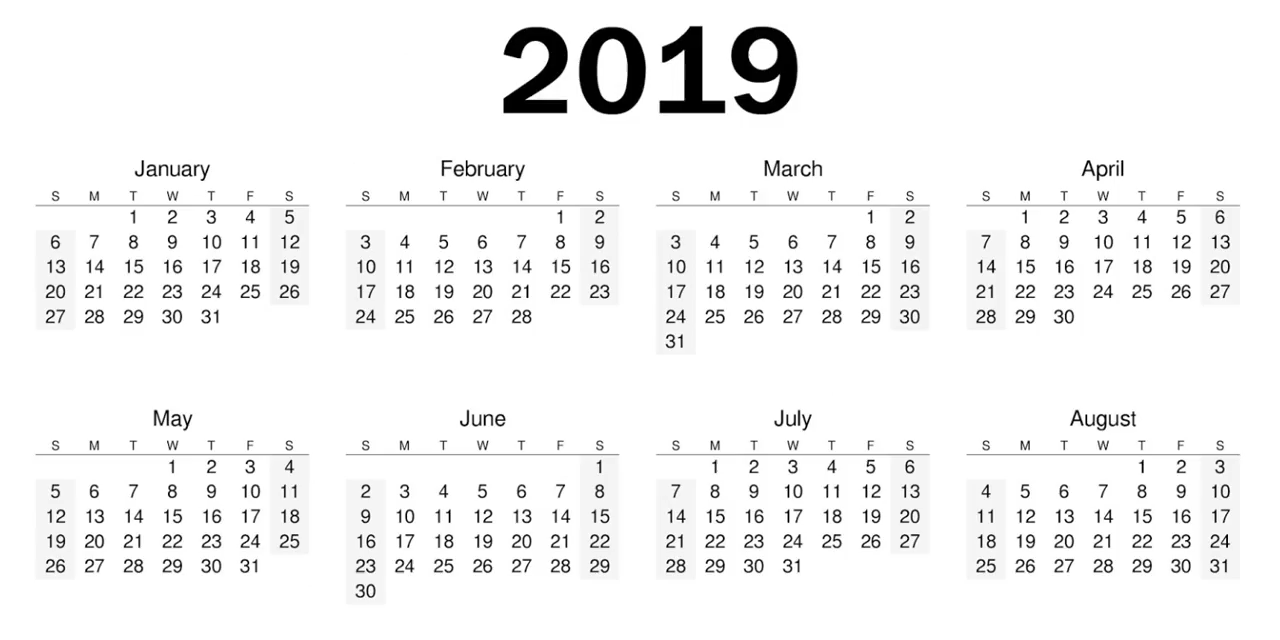 2019
January February March April
S M T W T F S S M T W T F S S M T W T F S S M T W T F S
1 2 3 4 5 1 2 1 2 1 2 3 4 5 6
6 7 8 9 10 11 12 3 4 5 6 7 8 9 3 4 5 6 7 8 9 7 8 9 10 11 12 13
13 14 15 16 17 18 19 10 11 12 13 14 15 16 10 11 12 13 14 15 16 14 15 16 17 18 19 20
20 21 22 23 24 25 26 17 18 19 20 21 22 23 17 18 19 20 21 22 23 21 22 23 24 25 26 27
27 28 29 30 31 24 25 26 27 28 24 25 26 27 28 29 30 28 29 30
31
May June July August
S M T W T F S S M T W T F S S M T W T F S S M T W T F S
1 2 3 4 1 1 2 3 4 5 6 1 2 3
5 6 7 8 9 10 11 2 3 4 5 6 7 8 7 8 9 10 11 12 13 4 5 6 7 8 9 10
12 13 14 15 16 17 18 9 10 11 12 13 14 15 14 15 16 17 18 19 20 11 12 13 14 15 16 17
19 20 21 22 23 24 25 16 17 18 19 20 21 22 21 22 23 24 25 26 27 18 19 20 21 22 23 24
26 27 28 29 30 31 23 24 25 26 27 28 29 28 29 30 31 25 26 27 28 29 30 31
30